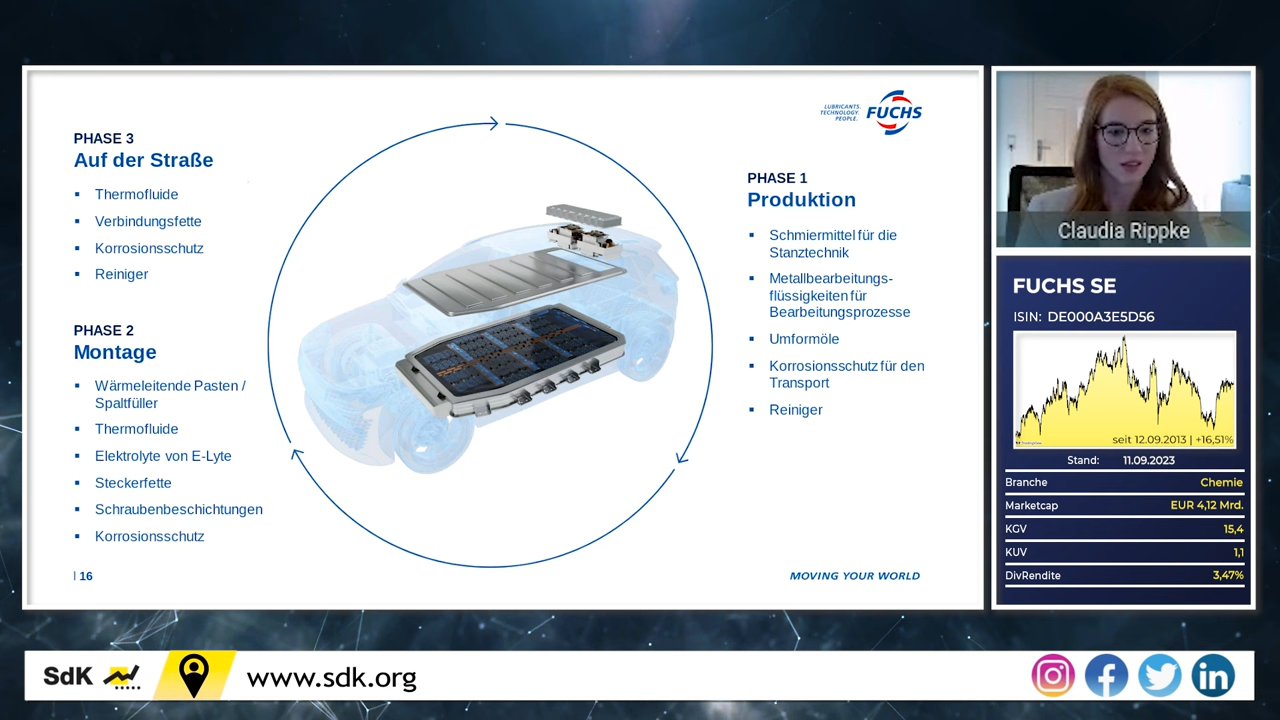 LUBRICANTS.
TECHNOLOGY.
PEOPLE.
FUCHS
PHASE 3
Auf der Straße
▪ Thermofluide
▪ Verbindungsfette
▪ Korrosionsschutz
▪ Reiniger
PHASE 2
Montage
▪ Wärmeleitende Pasten /
Spaltfüller
▪ Thermofluide
▪ Elektrolyte von E-Lyte
▪ Steckerfette
▪ Schraubenbeschichtungen
▪ Korrosionsschutz
PHASE 1
Produktion
▪ Schmiermittel für die
Stanztechnik
▪ Metallbearbeitungs-
flüssigkeiten für
Bearbeitungsprozesse
▪ Umformöle
▪ Korrosionsschutz für den
Transport
▪ Reiniger
| 16
MOVING YOUR WORLD
Claudia Rippke
FUCHS SE
ISIN: DE000A3E5D56
seit 12.09.2013 | +16,51%
Stand: 11.09.2023
Branche Chemie
Marketcap EUR 4,12 Mrd.
KGV 15,4
KUV 1,1
DivRendite 3,47%
SdK
www.sdk.org